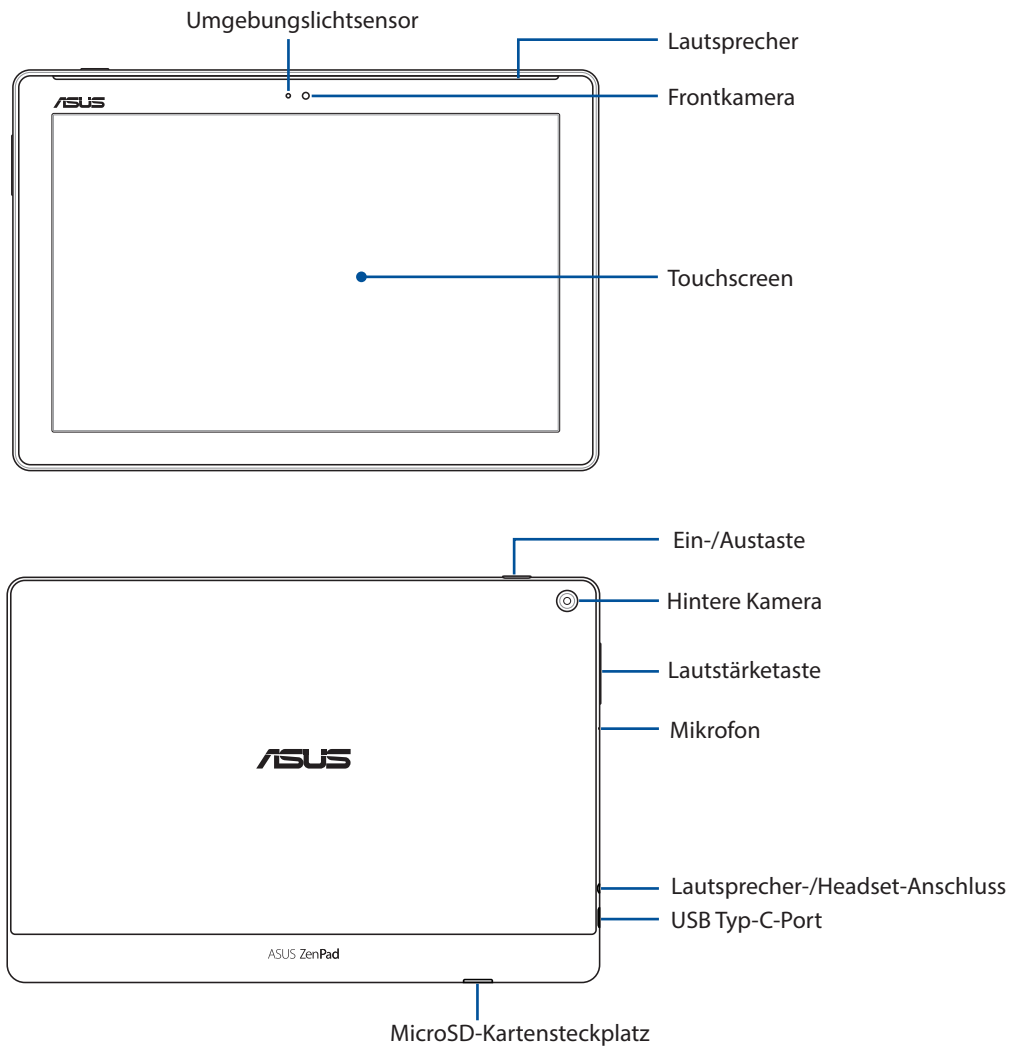 Umgebungslichtsensor
Lautsprecher
Frontkamera
ASUS
Touchscreen
Ein-/Austaste
Hintere Kamera
Lautstärketaste
Mikrofon
ASUS
Lautsprecher-/Headset-Anschluss
USB Typ-C-Port
ASUS ZenPad
MicroSD-Kartensteckplatz